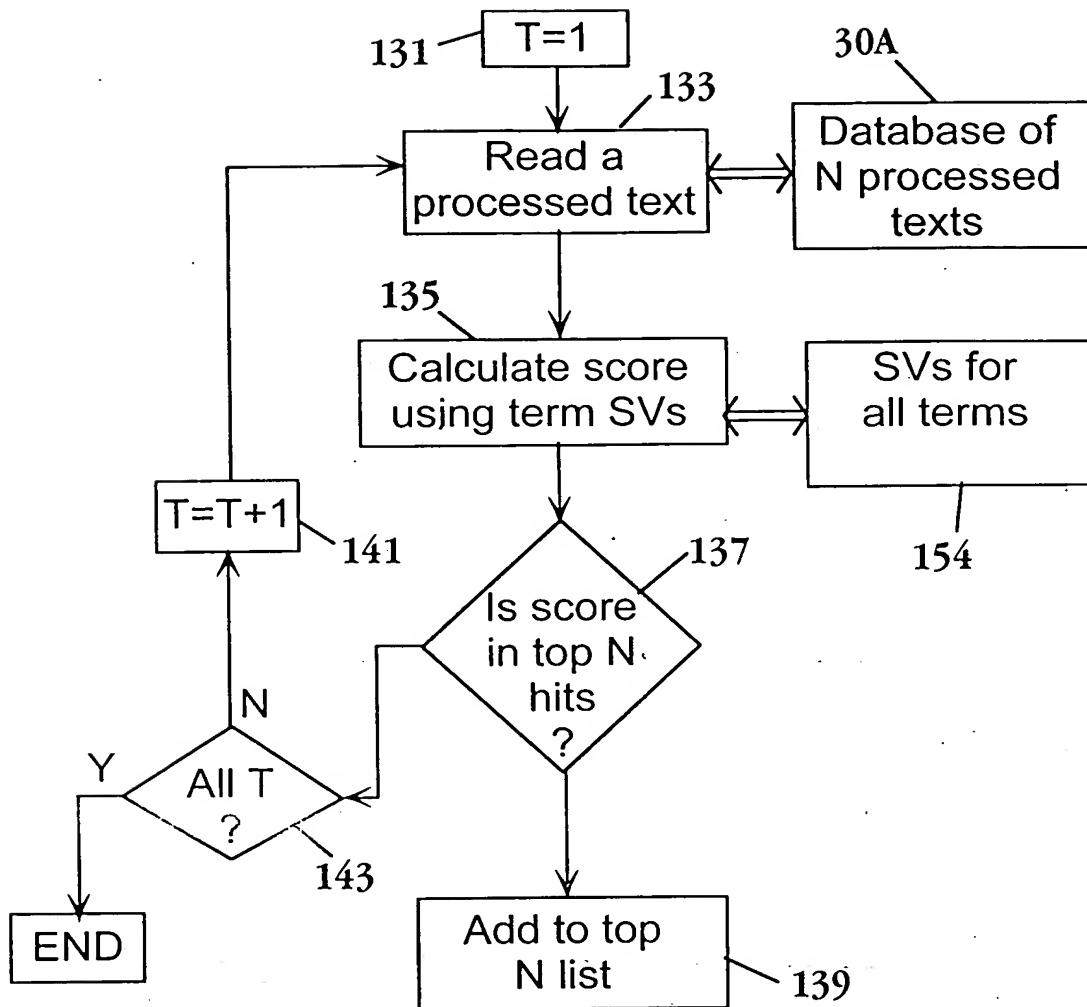 131
T=1
30A
133
Read a
processed text
Database of
N processed
texts
135
Calculate score
using term SVs
SVs for
all terms
154
T=T+1
141
137
Is score
in top N
hits
?
N
Y
All T
?
143
END
Add to top
N list
139